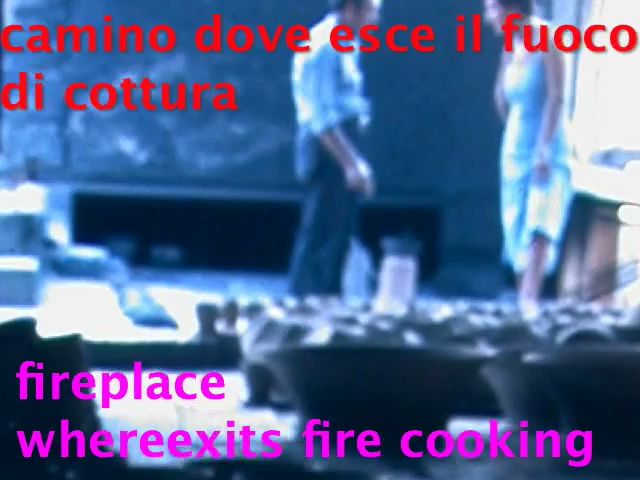 camino dove esce il fuoco
di cottura
fireplace
whereexits fire cooking